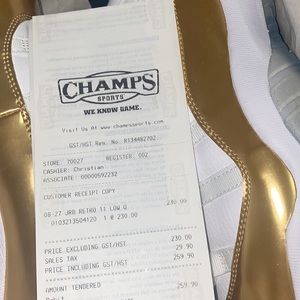 CHAMPS
SPORTS
WE KNOW GAME.
Visit Us At www.champssports.com
GST/HST Reg. No. R134482702
STORE: 70027 REGISTER: 002
CASHIER: Christian
ASSOCIATE: 00000592232
CUSTOMER RECEIPT COPY
08-27 JRD RETRO 11 LOW G 230.00
0103213504120 1 @ 230.00
PRICE EXCLUDING GST/HST 230.00
SALES TAX 29.90
PRICE INCLUDING GST/HST 259.90
AMOUNT TENDERED
259.90